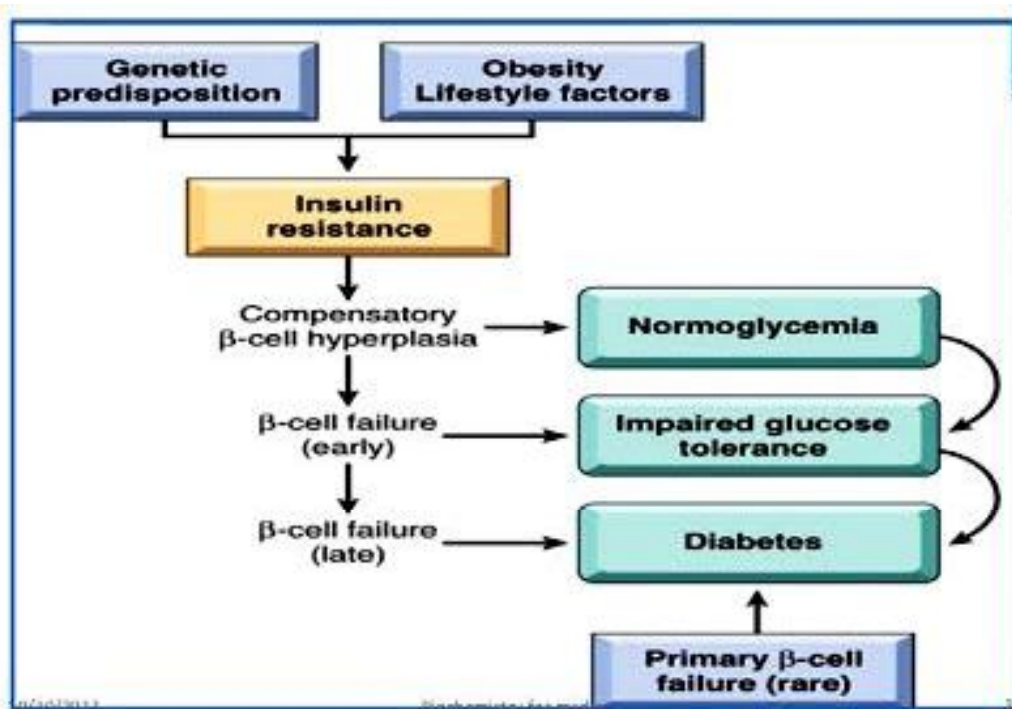 Genetic
predisposition
Obesity
Lifestyle factors
Insulin
resistance
Compensatory
β-cell hyperplasia
Normoglycemia
β-cell failure
(early)
Impaired glucose
tolerance
β-cell failure
(late)
Diabetes
Primary β-cell
failure (rare)